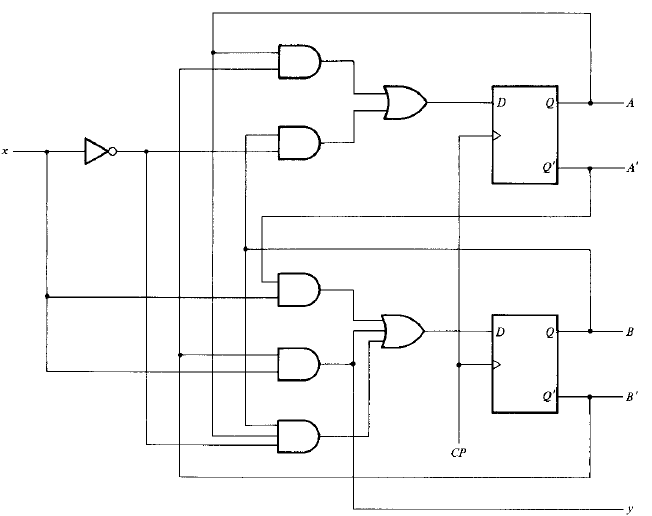 D Q A
x
Q' A'
D Q B
Q' B'
CP
y